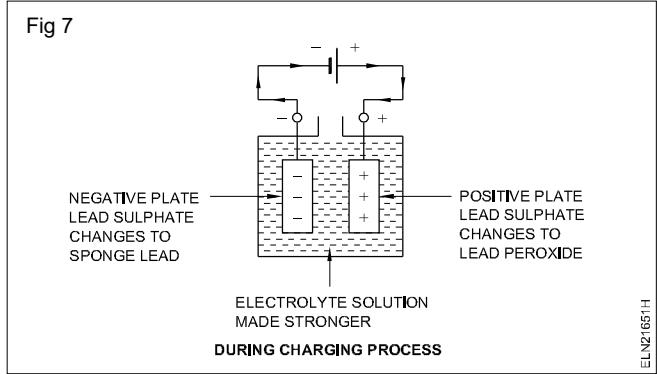 Fig 7
− +
− +
− +
− +
− +
NEGATIVE PLATE
LEAD SULPHATE
CHANGES TO
SPONGE LEAD
POSITIVE PLATE
LEAD SULPHATE
CHANGES TO
LEAD PEROXIDE
ELECTROLYTE SOLUTION
MADE STRONGER
DURING CHARGING PROCESS
ELN21651H